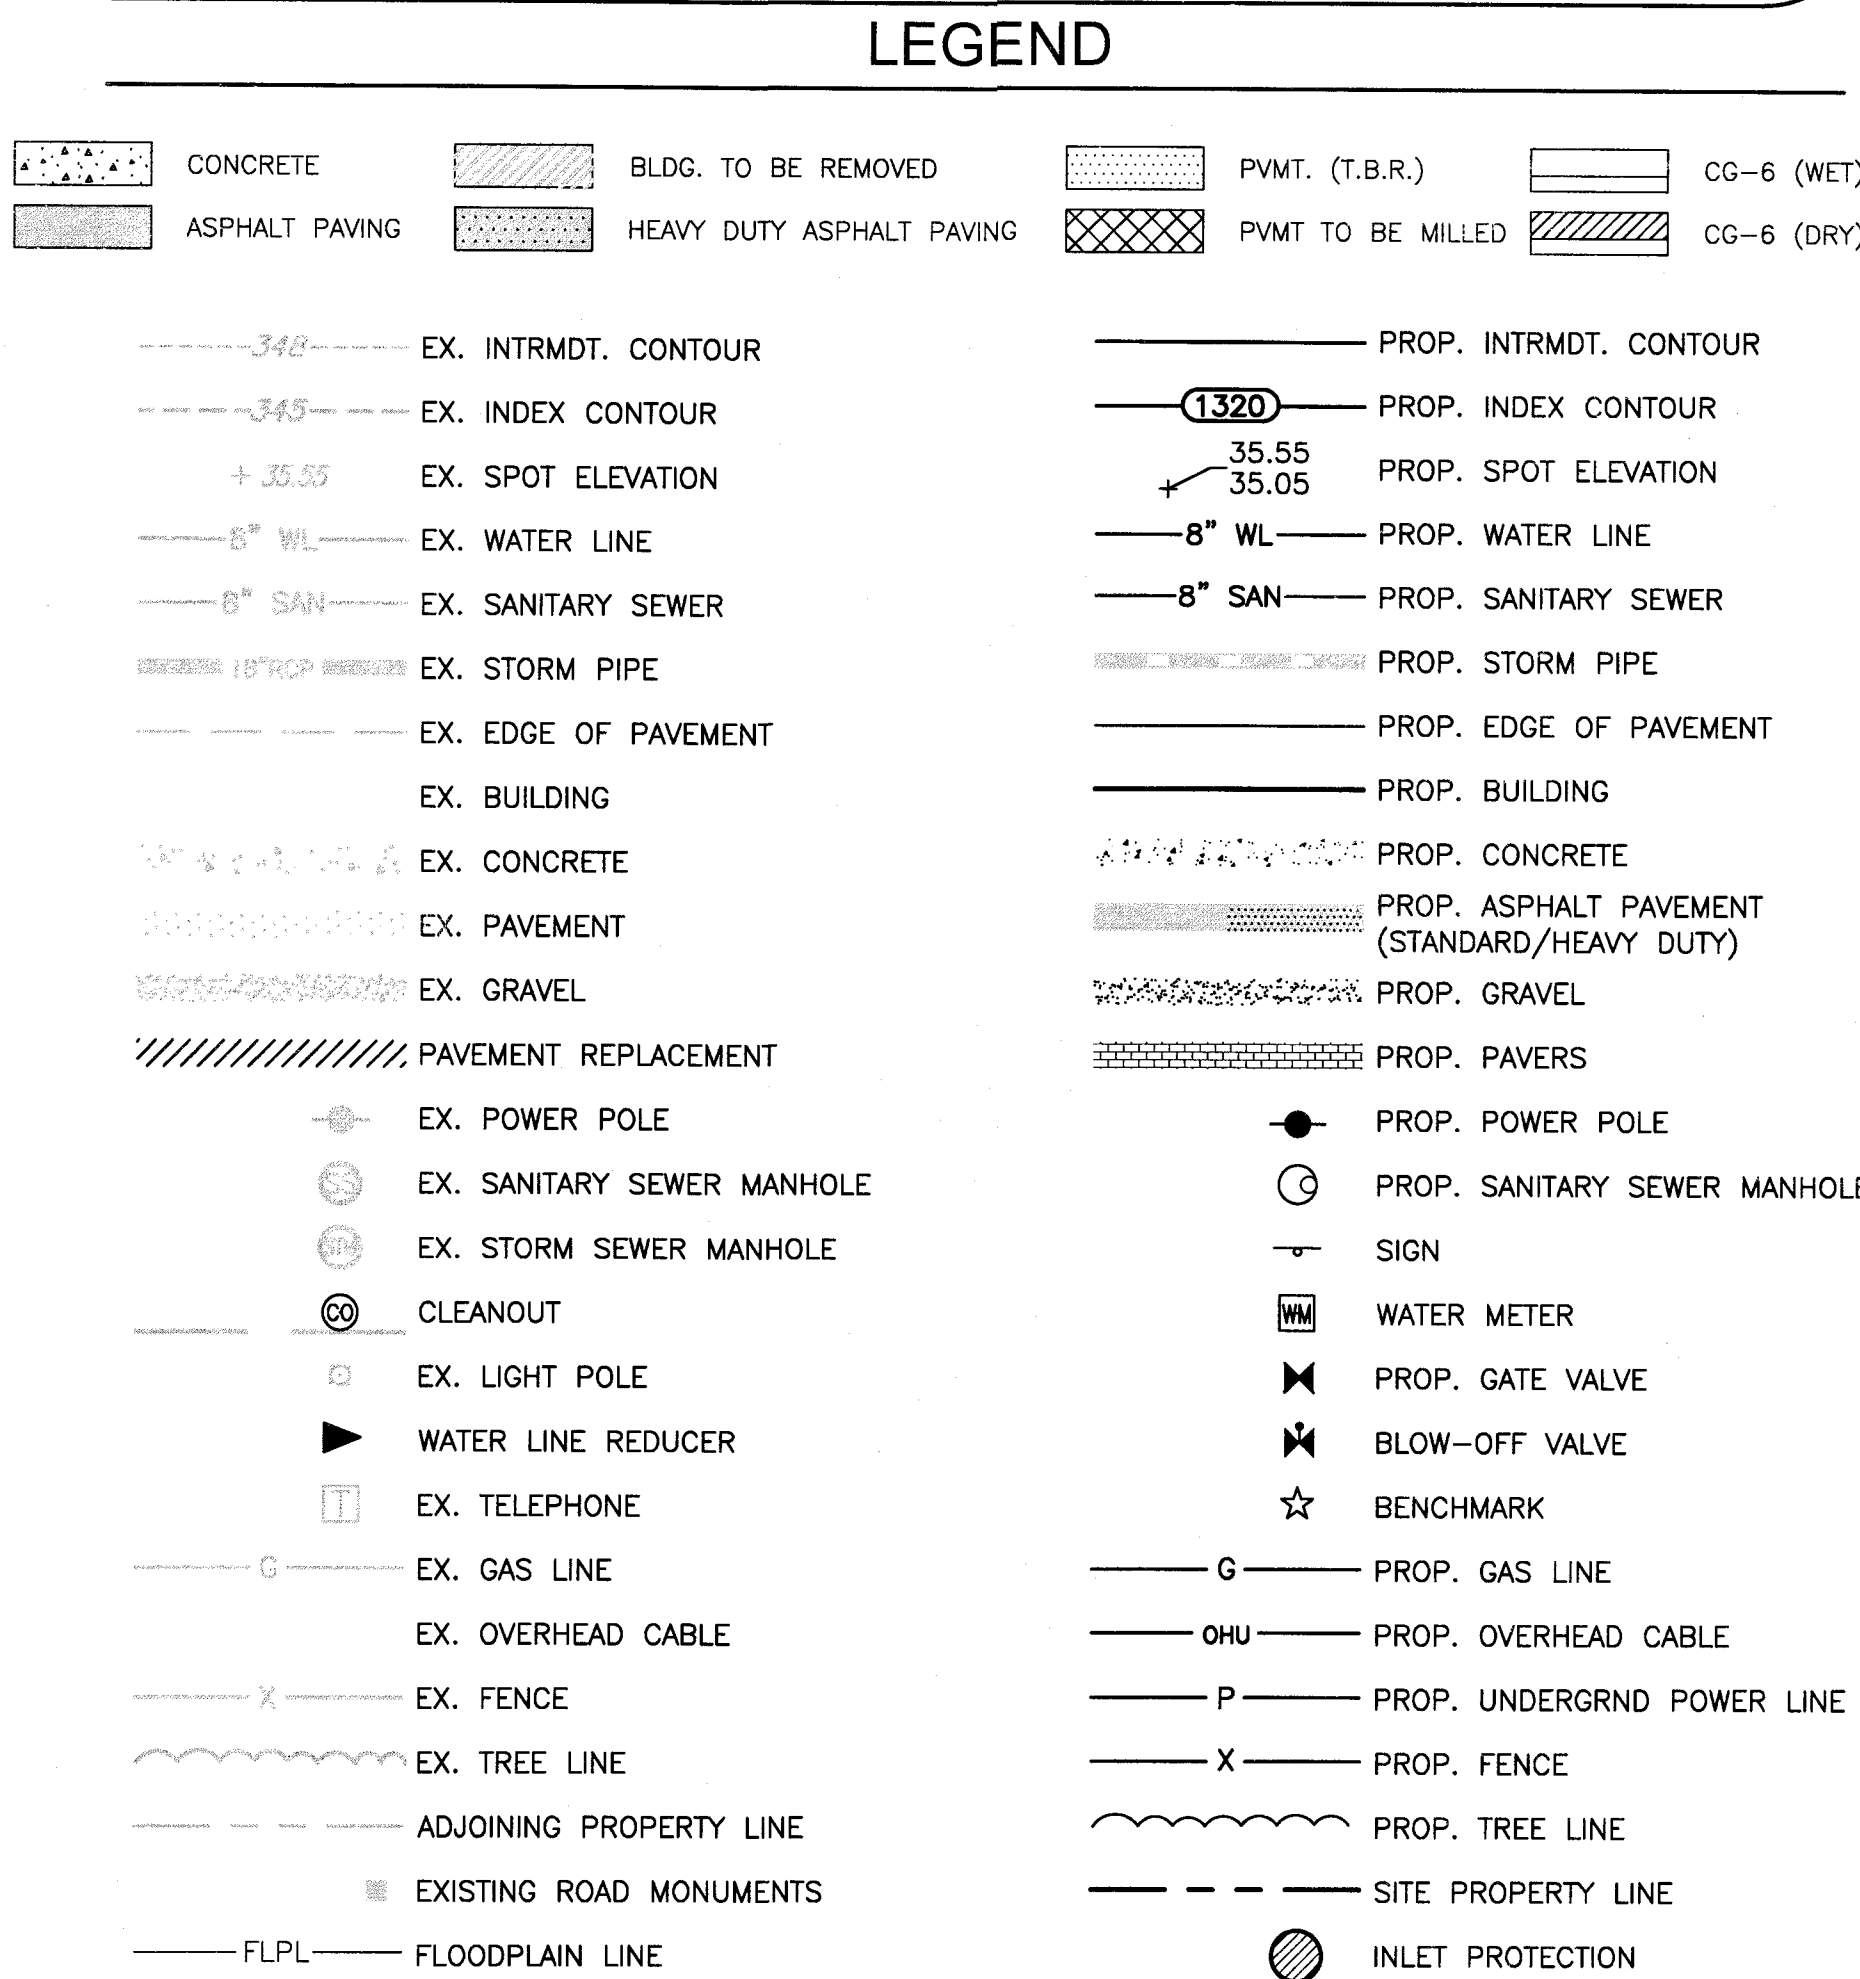 LEGEND
CONCRETE BLDG. TO BE REMOVED PVMT. (T.B.R.) CG-6 (WET)
ASPHALT PAVING HEAVY DUTY ASPHALT PAVING PVMT TO BE MILLED CG-6 (DRY)
348 EX. INTRMDT. CONTOUR
345 EX. INDEX CONTOUR
+ 35.55 EX. SPOT ELEVATION
8" WL EX. WATER LINE
8" SAN EX. SANITARY SEWER
18"RCP EX. STORM PIPE
EX. EDGE OF PAVEMENT
EX. BUILDING
EX. CONCRETE
EX. PAVEMENT
EX. GRAVEL
PAVEMENT REPLACEMENT
EX. POWER POLE
SS EX. SANITARY SEWER MANHOLE
EX. STORM SEWER MANHOLE
CO CLEANOUT
EX. LIGHT POLE
WATER LINE REDUCER
T EX. TELEPHONE
G EX. GAS LINE
EX. OVERHEAD CABLE
X EX. FENCE
EX. TREE LINE
ADJOINING PROPERTY LINE
EXISTING ROAD MONUMENTS
FLPL FLOODPLAIN LINE
PROP. INTRMDT. CONTOUR
1320 PROP. INDEX CONTOUR
35.55
35.05 PROP. SPOT ELEVATION
8" WL PROP. WATER LINE
8" SAN PROP. SANITARY SEWER
PROP. STORM PIPE
PROP. EDGE OF PAVEMENT
PROP. BUILDING
PROP. CONCRETE
PROP. ASPHALT PAVEMENT
(STANDARD/HEAVY DUTY)
PROP. GRAVEL
PROP. PAVERS
PROP. POWER POLE
PROP. SANITARY SEWER MANHOLE
SIGN
WM WATER METER
PROP. GATE VALVE
BLOW-OFF VALVE
BENCHMARK
G PROP. GAS LINE
OHU PROP. OVERHEAD CABLE
P PROP. UNDERGRND POWER LINE
X PROP. FENCE
PROP. TREE LINE
SITE PROPERTY LINE
INLET PROTECTION